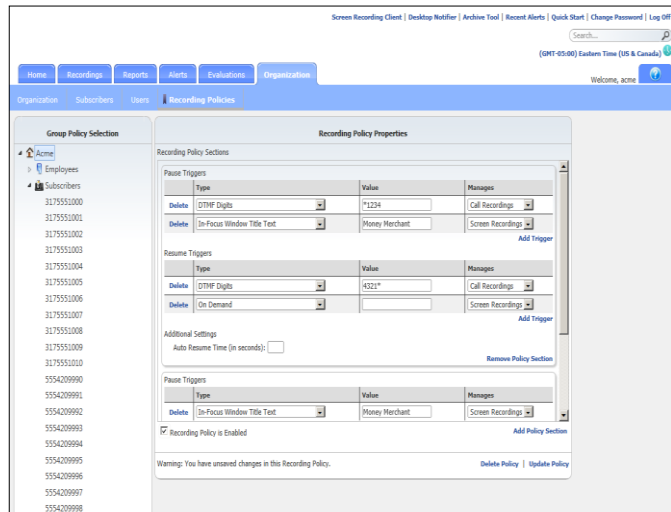 Screen Recording Client | Desktop Notifier | Archive Tool | Recent Alerts | Quick Start | Change Password | Log Off
Search...
(GMT-05:00) Eastern Time (US & Canada)
Home Recordings Reports Alerts Evaluations Organization
Welcome, acme
Organization Subscribers Users Recording Policies
Group Policy Selection
Acme
Employees
Subscribers
3175551000
3175551001
3175551002
3175551003
3175551004
3175551005
3175551006
3175551007
3175551008
3175551009
3175551010
5554209990
5554209991
5554209992
5554209993
5554209994
5554209995
5554209996
5554209997
5554209998
Recording Policy Properties
Recording Policy Sections
Pause Triggers
Type Value Manages
Delete DTMF Digits *1234 Call Recordings
Delete In-Focus Window Title Text Money Merchant Screen Recordings
Add Trigger
Resume Triggers
Type Value Manages
Delete DTMF Digits 4321* Call Recordings
Delete On Demand Screen Recordings
Add Trigger
Additional Settings
Auto Resume Time (in seconds):
Remove Policy Section
Pause Triggers
Type Value Manages
Delete In-Focus Window Title Text Money Merchant Screen Recordings
Recording Policy is Enabled
Add Policy Section
Warning: You have unsaved changes in this Recording Policy.
Delete Policy | Update Policy